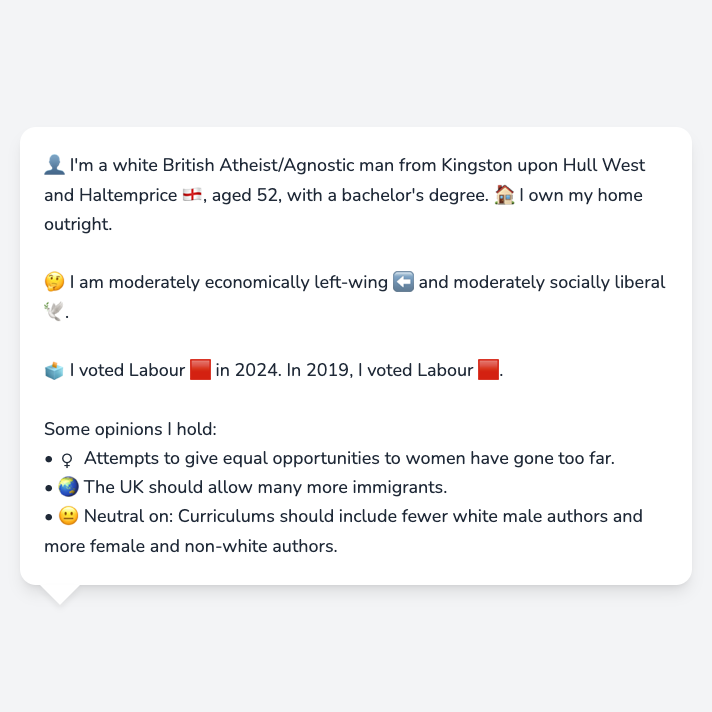 👤 I'm a white British Atheist/Agnostic man from Kingston upon Hull West
and Haltemprice 🏴󠁧󠁢󠁥󠁮󠁧󠁿, aged 52, with a bachelor's degree. 🏠 I own my home
outright.
🤔 I am moderately economically left-wing ⬅️ and moderately socially liberal
🕊️.
🗳️ I voted Labour 🟥 in 2024. In 2019, I voted Labour 🟥.
Some opinions I hold:
• ♀ Attempts to give equal opportunities to women have gone too far.
• 🌏 The UK should allow many more immigrants.
• 😐 Neutral on: Curriculums should include fewer white male authors and
more female and non-white authors.